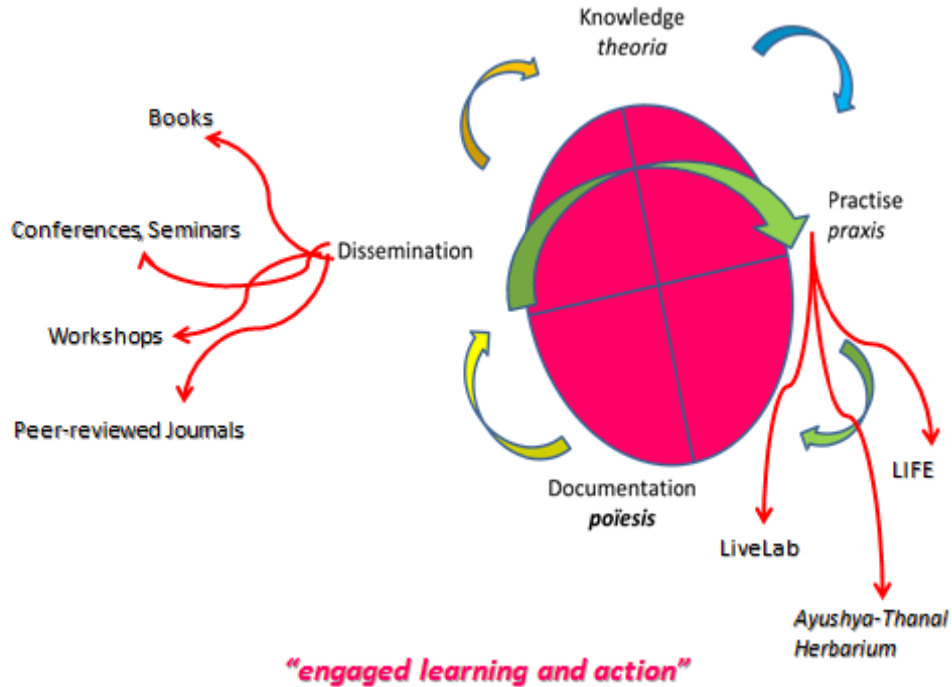 Knowledge
theoria
Books
Conferences, Seminars
Dissemination
Practise
praxis
Workshops
Peer-reviewed Journals
Documentation
poïesis
LIFE
LiveLab
Ayushya-Thanal
Herbarium
“engaged learning and action”